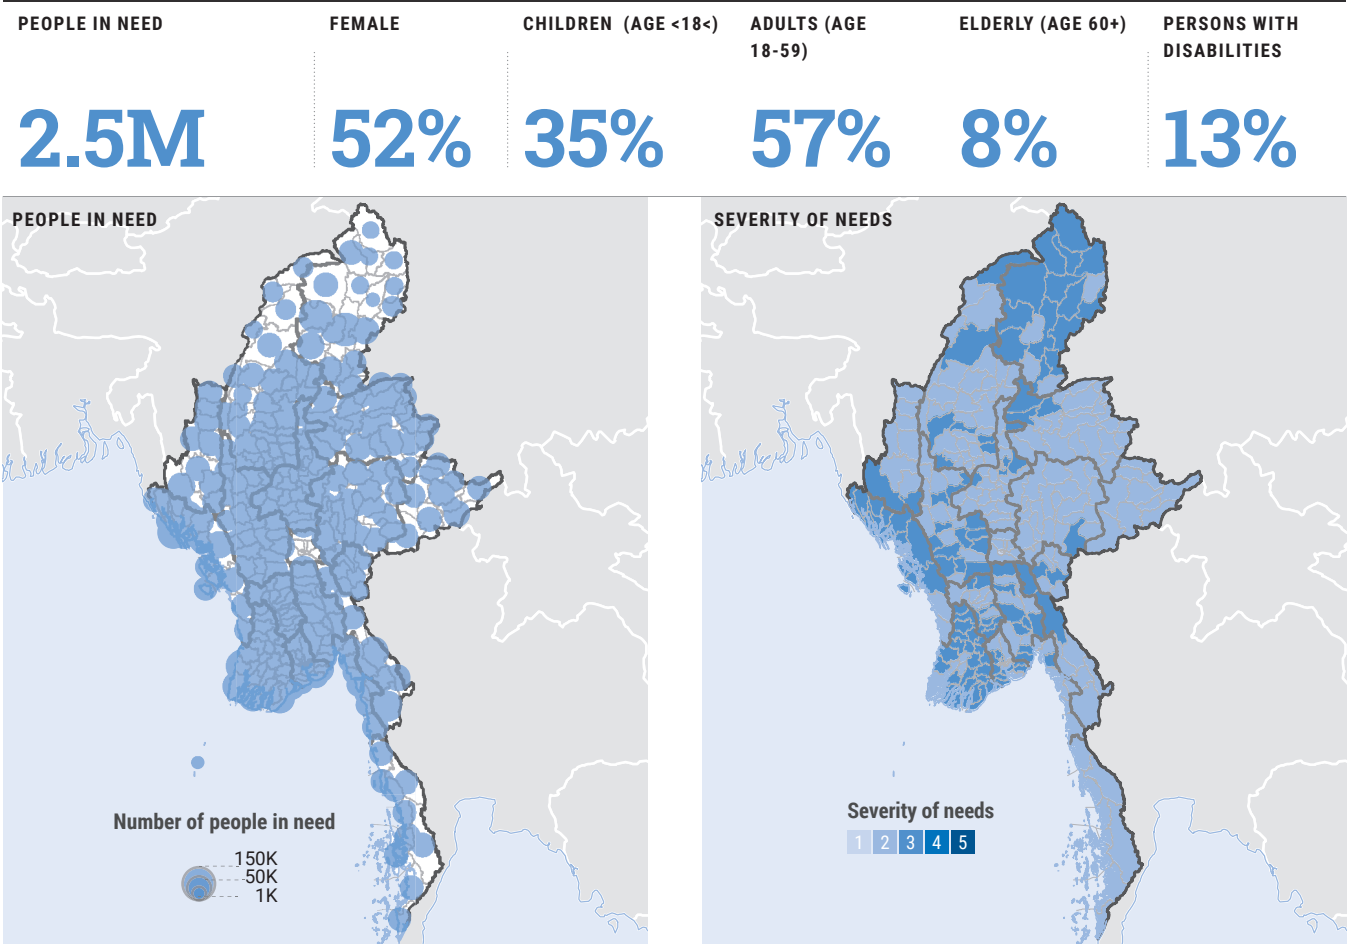 PEOPLE IN NEED
FEMALE
CHILDREN (AGE <18<)
ADULTS (AGE
18-59)
ELDERLY (AGE 60+)
PERSONS WITH
DISABILITIES
2.5M
52%
35%
57%
8%
13%
PEOPLE IN NEED
Number of people in need
150K
50K
1K
SEVERITY OF NEEDS
Severity of needs
1 2 3 4 5